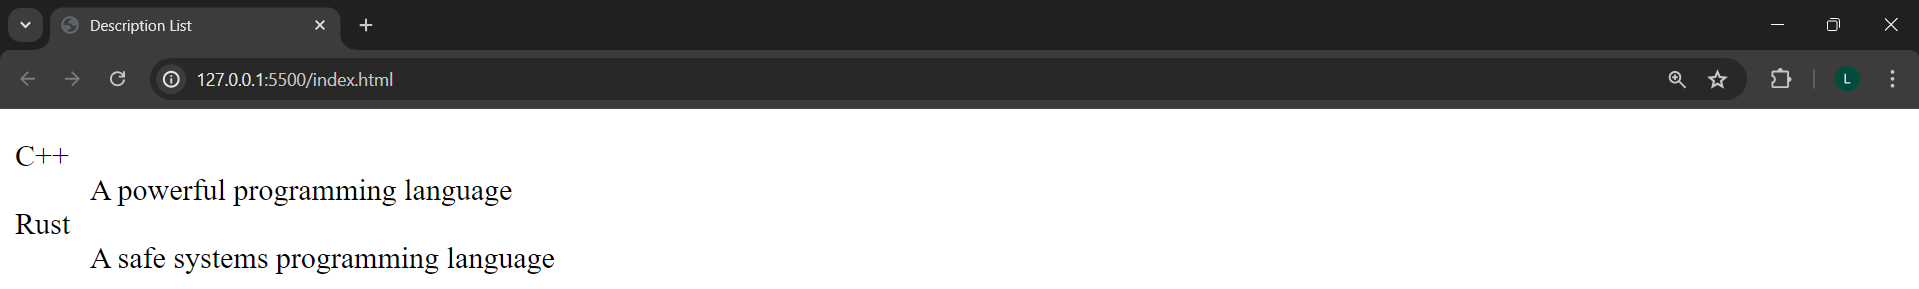 Description List
127.0.0.1:5500/index.html
L
C++
A powerful programming language
Rust
A safe systems programming language